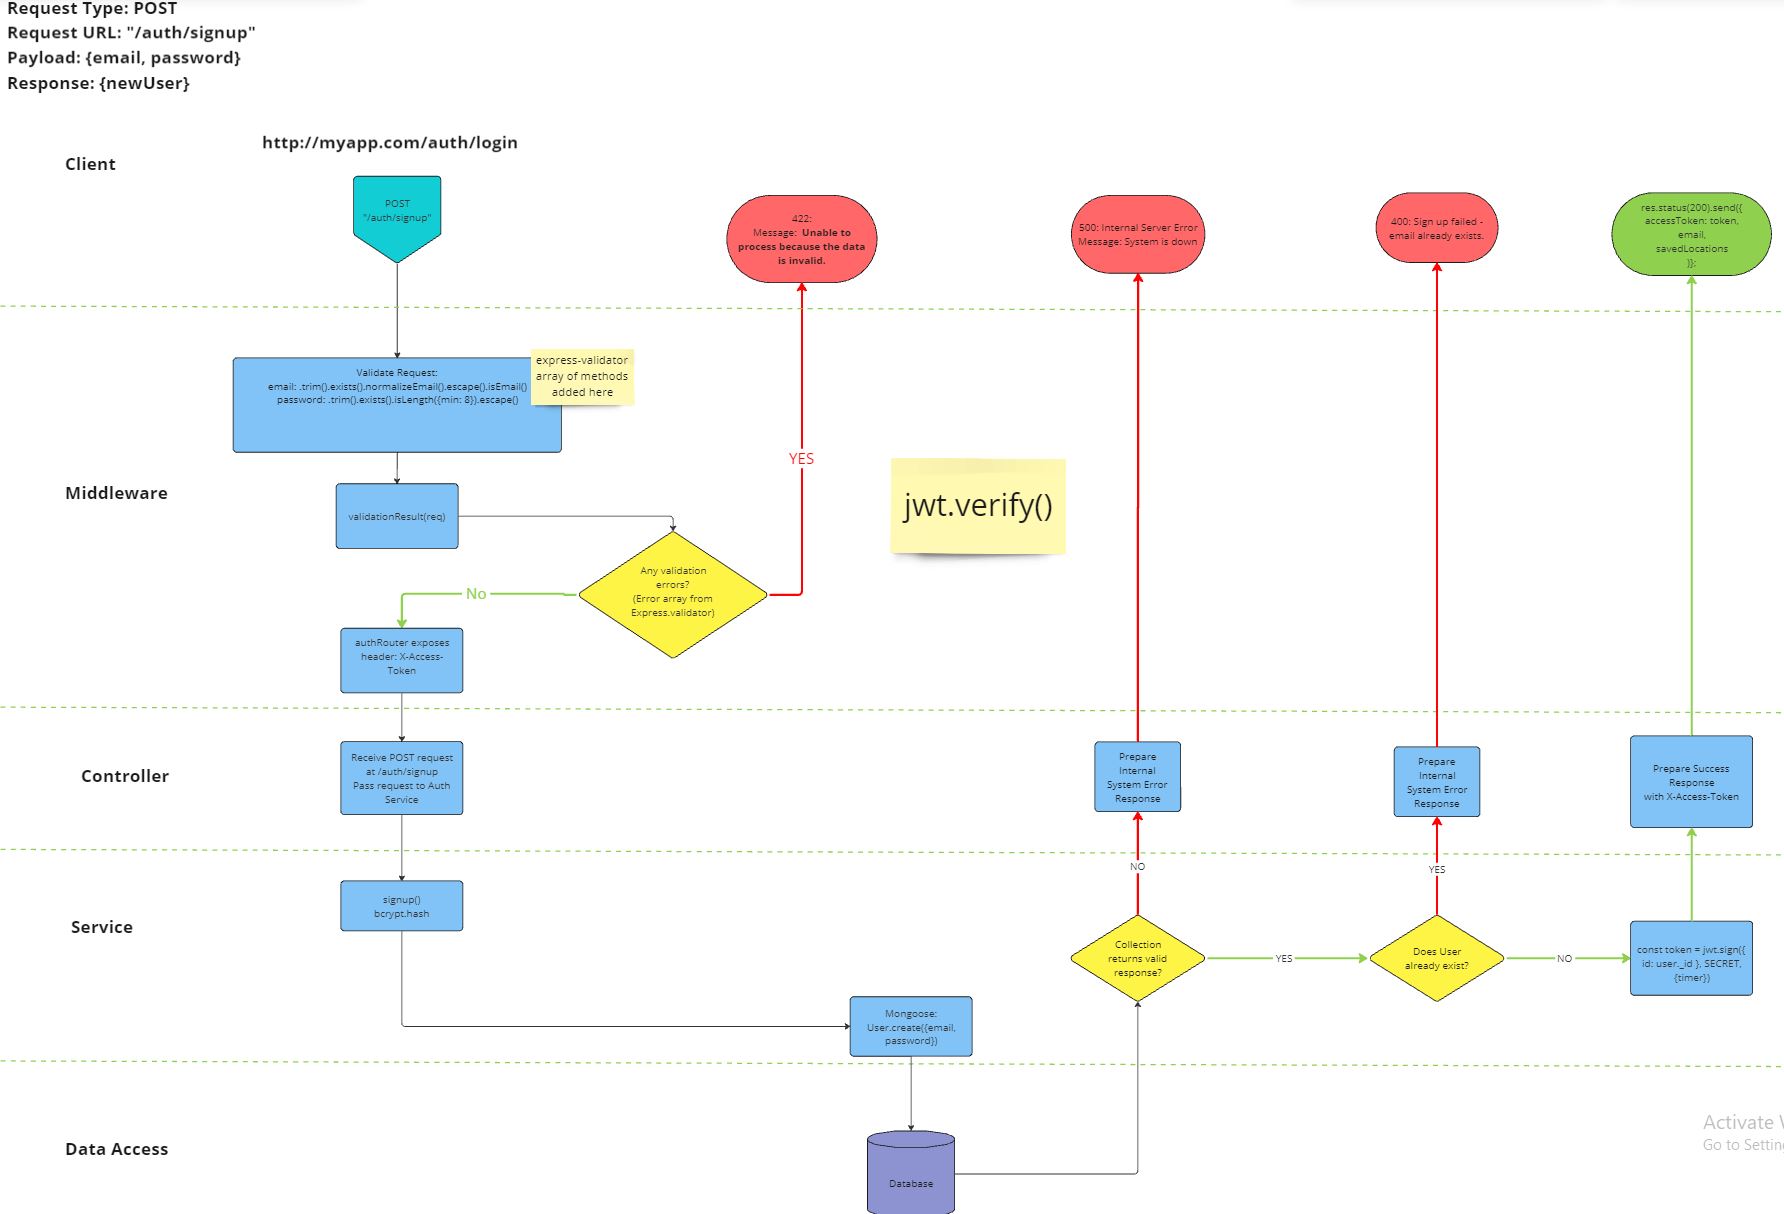 Request Type: POST
Request URL: "/auth/signup"
Payload: {email, password}
Response: {newUser}
http://myapp.com/auth/login
Client
POST
"/auth/signup"
422:
Message: Unable to
process because the data
is invalid.
500: Internal Server Error
Message: System is down
400: Sign up failed -
email already exists.
res.status(200).send({
accessToken: token,
email,
savedLocations
)};
Validate Request:
email: .trim().exists().normalizeEmail().escape().isEmail()
password: .trim().exists().isLength({min: 8}).escape()
express-validator
array of methods
added here
YES
Middleware
validationResult(req)
jwt.verify()
Any validation
errors?
(Error array from
Express.validator)
No
authRouter exposes
header: X-Access-
Token
Controller
Receive POST request
at /auth/signup
Pass request to Auth
Service
Prepare
Internal
System Error
Response
Prepare
Internal
System Error
Response
Prepare Success
Response
with X-Access-Token
NO
YES
Service
signup()
bcrypt.hash
Collection
returns valid
response?
YES
Does User
already exist?
NO
const token = jwt.sign({
id: user._id }, SECRET,
{timer})
Mongoose:
User.create({email,
password})
Data Access
Database
Activate
Go to